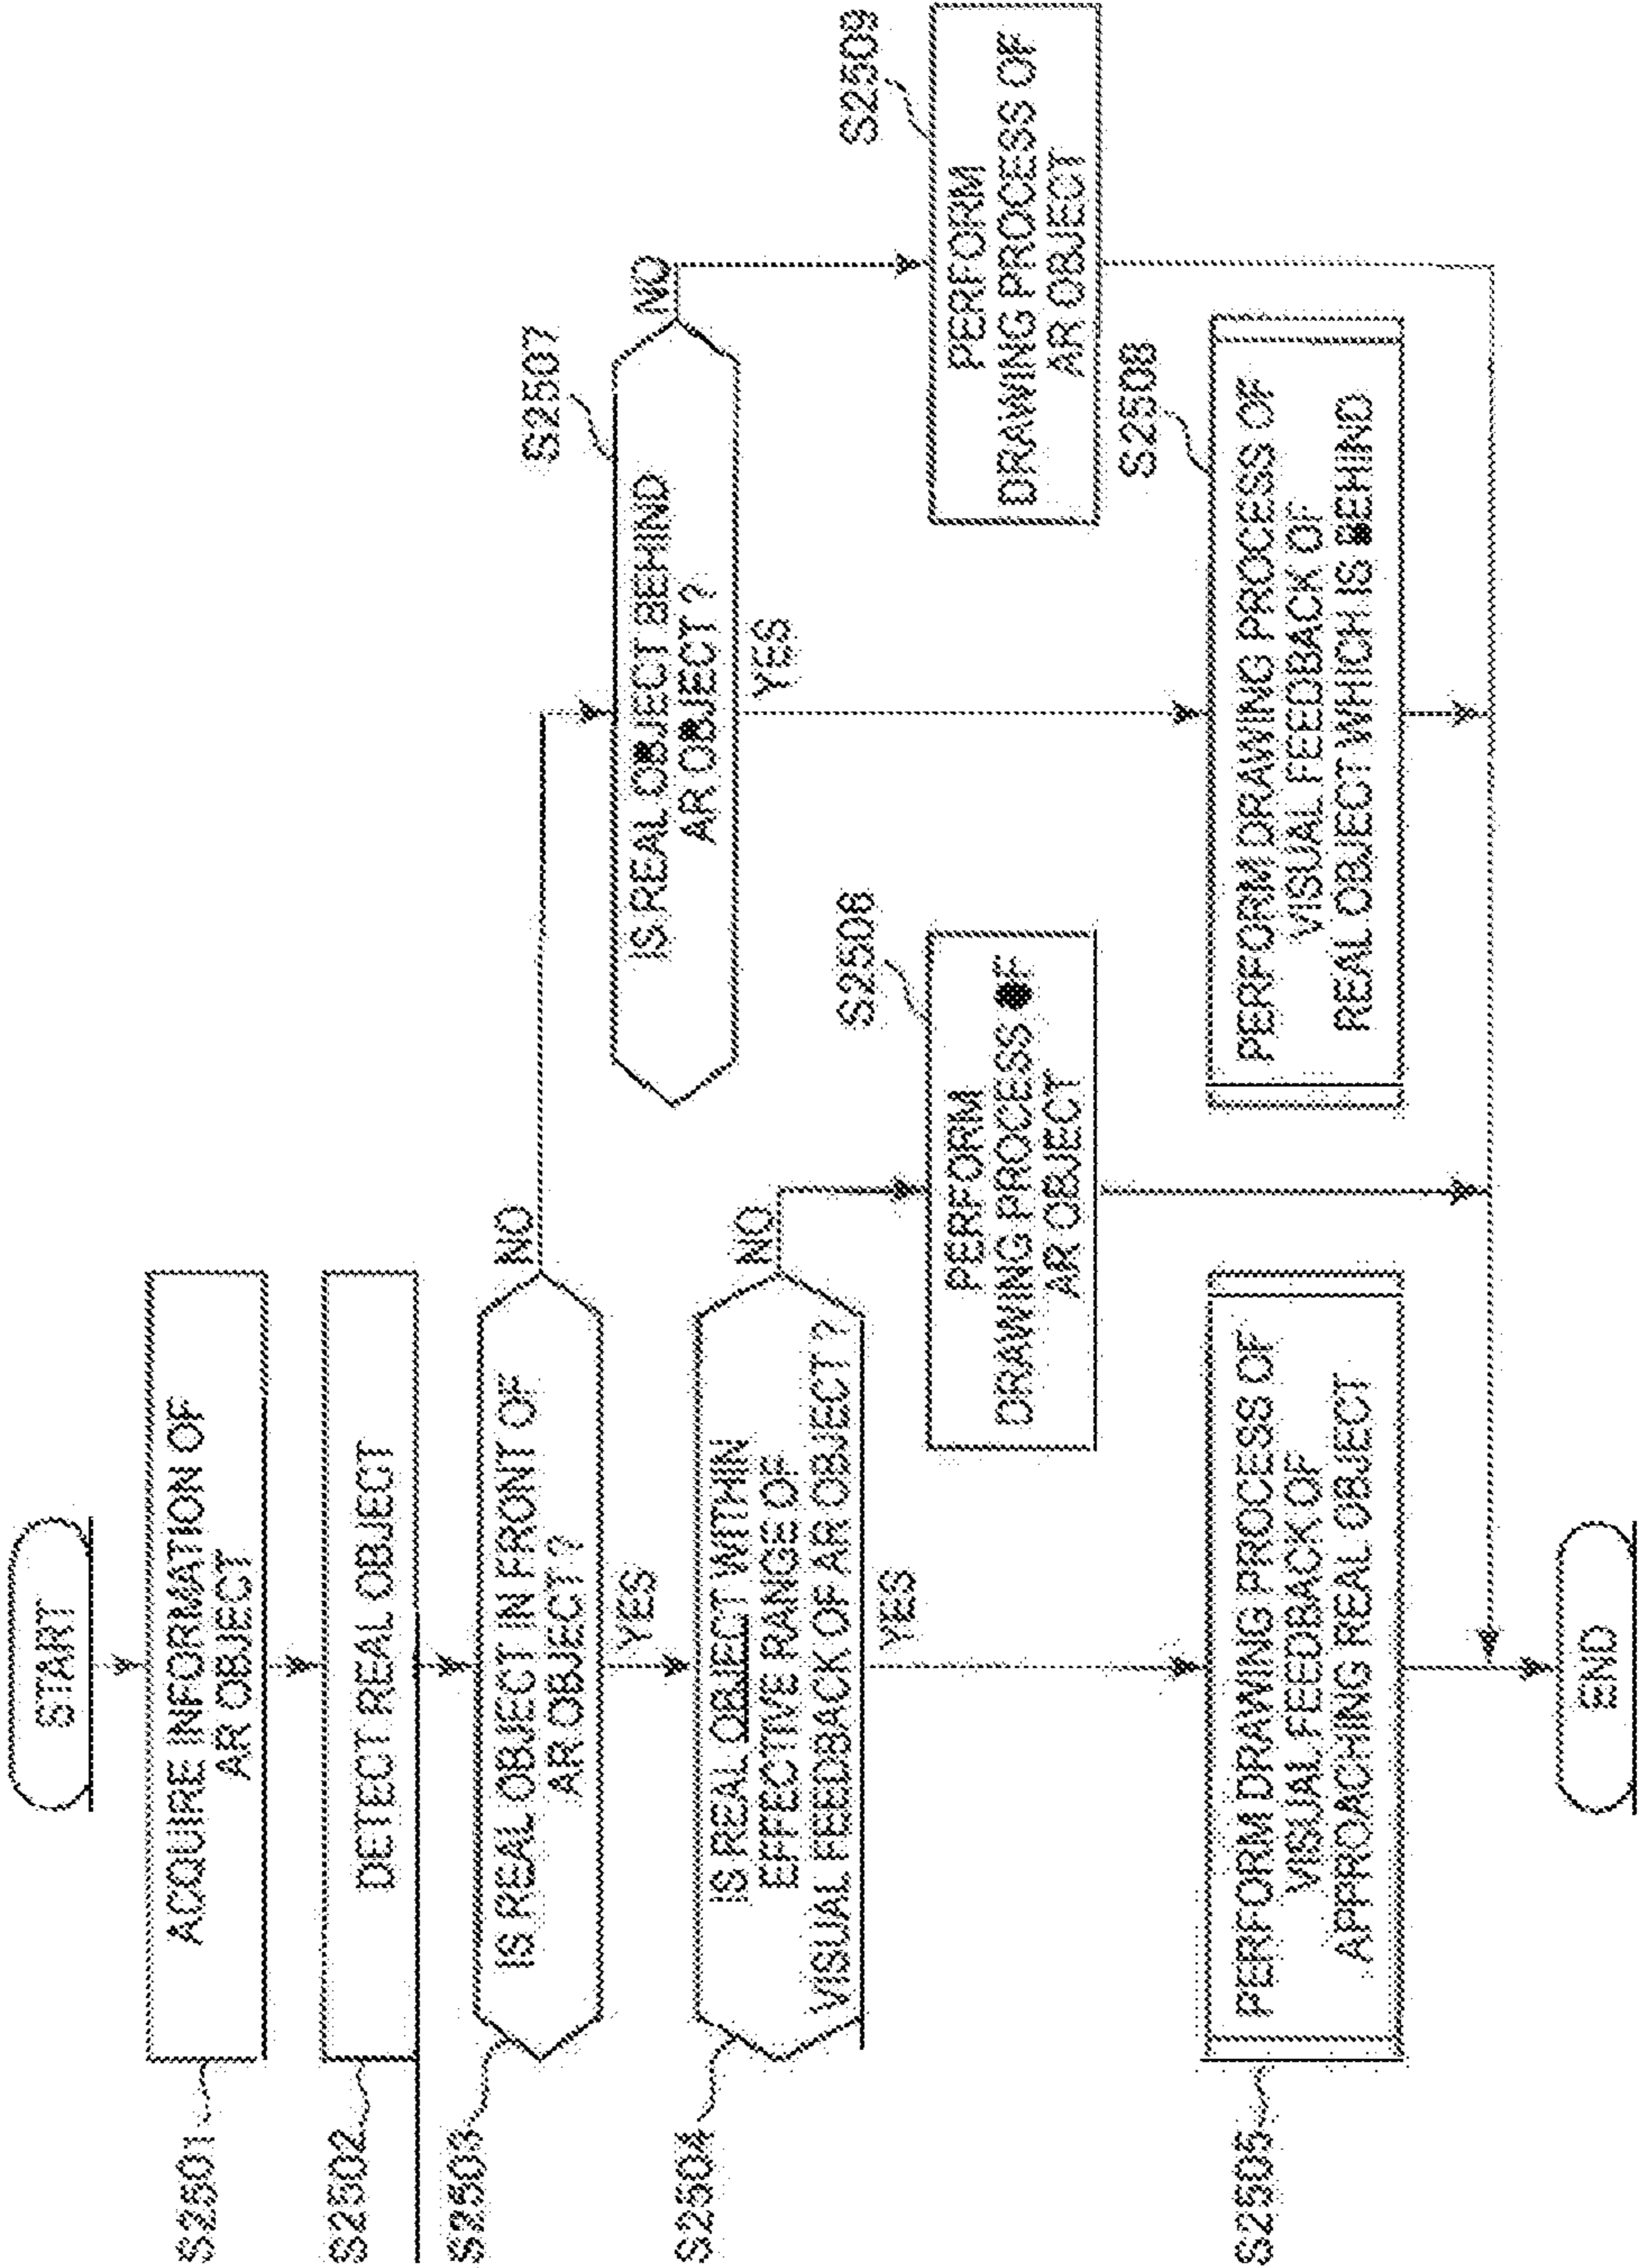 START
S2501
ACQUIRE INFORMATION OF
AR OBJECT
S2502
DETECT REAL OBJECT
S2503
IS REAL OBJECT IN FRONT OF
AR OBJECT ?
NO
YES
S2507
IS REAL OBJECT BEHIND
AR OBJECT ?
NO
YES
S2504
IS REAL OBJECT WITHIN
EFFECTIVE RANGE OF
VISUAL FEEDBACK OF AR OBJECT ?
NO
YES
S2506
PERFORM
DRAWING PROCESS OF
AR OBJECT
S2509
PERFORM
DRAWING PROCESS OF
AR OBJECT
S2505
PERFORM DRAWING PROCESS OF
VISUAL FEEDBACK OF
APPROACHING REAL OBJECT
S2508
PERFORM DRAWING PROCESS OF
VISUAL FEEDBACK OF
REAL OBJECT WHICH IS BEHIND
END